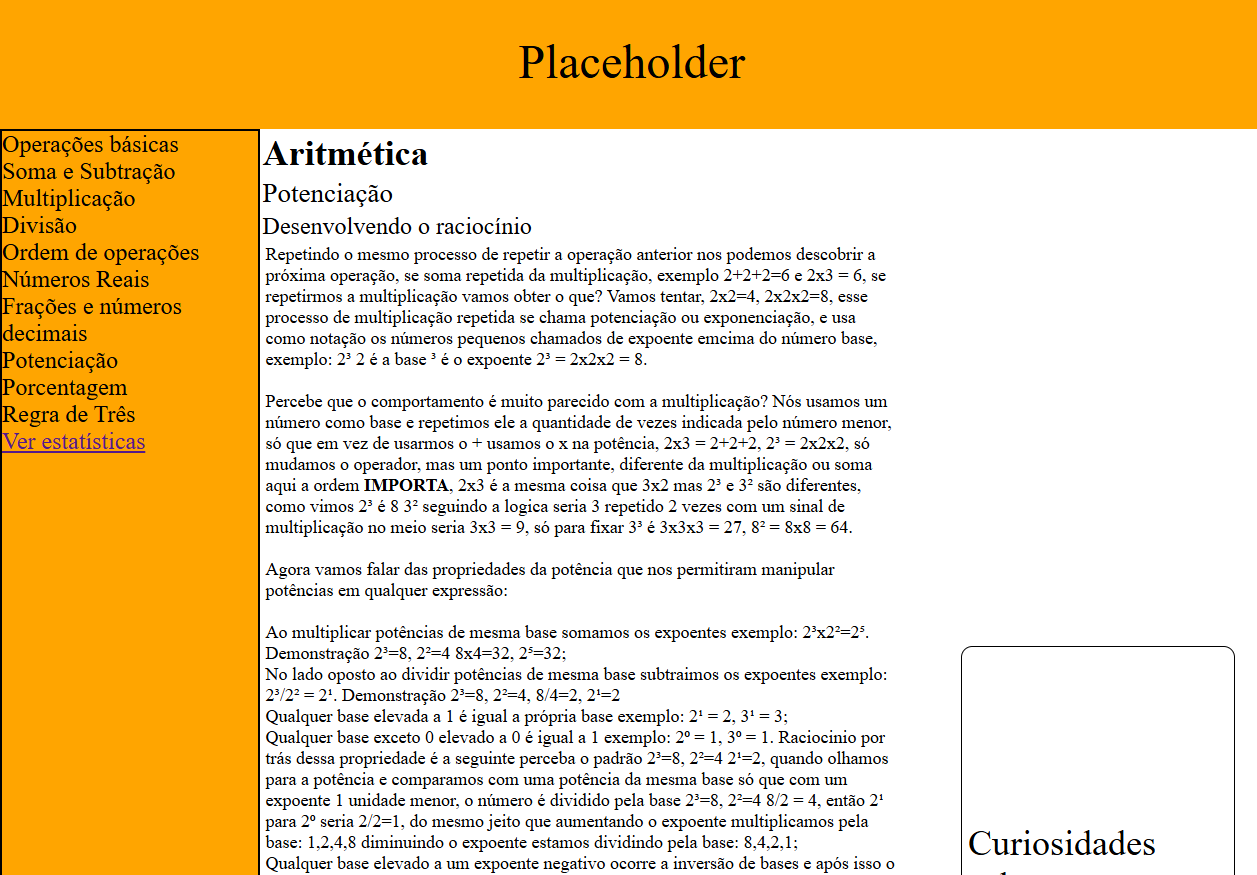 Placeholder
Operações básicas
Soma e Subtração
Multiplicação
Divisão
Ordem de operações
Números Reais
Frações e números
decimais
Potenciação
Porcentagem
Regra de Três
Ver estatísticas
Aritmética
Potenciação
Desenvolvendo o raciocínio
Repetindo o mesmo processo de repetir a operação anterior nos podemos descobrir a
próxima operação, se soma repetida da multiplicação, exemplo 2+2+2=6 e 2x3 = 6, se
repetirmos a multiplicação vamos obter o que? Vamos tentar, 2x2=4, 2x2x2=8, esse
processo de multiplicação repetida se chama potenciação ou exponenciação, e usa
como notação os números pequenos chamados de expoente emcima do número base,
exemplo: 2³ 2 é a base ³ é o expoente 2³ = 2x2x2 = 8.
Percebe que o comportamento é muito parecido com a multiplicação? Nós usamos um
número como base e repetimos ele a quantidade de vezes indicada pelo número menor,
só que em vez de usarmos o + usamos o x na potência, 2x3 = 2+2+2, 2³ = 2x2x2, só
mudamos o operador, mas um ponto importante, diferente da multiplicação ou soma
aqui a ordem IMPORTA, 2x3 é a mesma coisa que 3x2 mas 2³ e 3² são diferentes,
como vimos 2³ é 8 3² seguindo a logica seria 3 repetido 2 vezes com um sinal de
multiplicação no meio seria 3x3 = 9, só para fixar 3³ é 3x3x3 = 27, 8² = 8x8 = 64.
Agora vamos falar das propriedades da potência que nos permitiram manipular
potências em qualquer expressão:
Ao multiplicar potências de mesma base somamos os expoentes exemplo: 2³x2²=2⁵.
Demonstração 2³=8, 2²=4 8x4=32, 2⁵=32;
No lado oposto ao dividir potências de mesma base subtraimos os expoentes exemplo:
2³/2² = 2¹. Demonstração 2³=8, 2²=4, 8/4=2, 2¹=2
Qualquer base elevada a 1 é igual a própria base exemplo: 2¹ = 2, 3¹ = 3;
Qualquer base exceto 0 elevado a 0 é igual a 1 exemplo: 2⁰ = 1, 3⁰ = 1. Raciocinio por
trás dessa propriedade é a seguinte perceba o padrão 2³=8, 2²=4 2¹=2, quando olhamos
para a potência e comparamos com uma potência da mesma base só que com um
expoente 1 unidade menor, o número é dividido pela base 2³=8, 2²=4 8/2 = 4, então 2¹
para 2⁰ seria 2/2=1, do mesmo jeito que aumentando o expoente multiplicamos pela
base: 1,2,4,8 diminuindo o expoente estamos dividindo pela base: 8,4,2,1;
Qualquer base elevado a um expoente negativo ocorre a inversão de bases e após isso o
Curiosidades